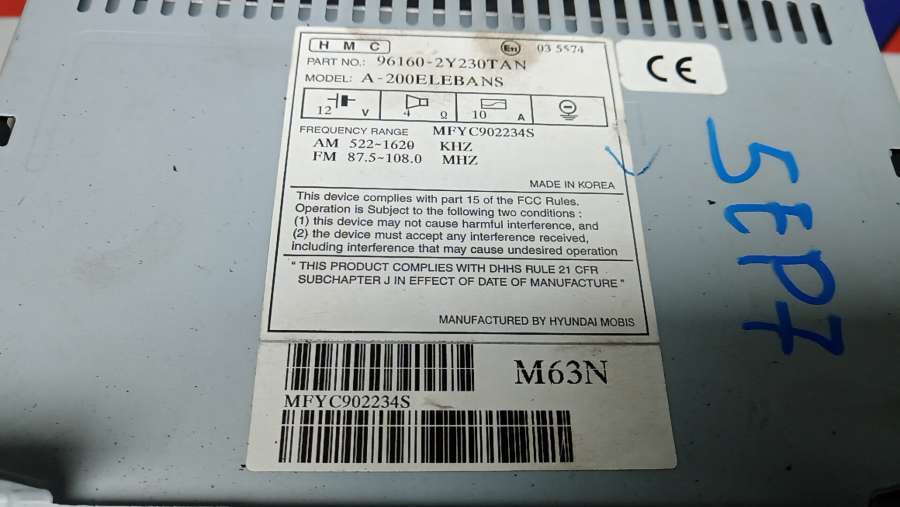 HMC E11 03 5574
PART NO.: 96160-2Y230TAN
MODEL: A-200ELEBANS
12 V 4 Ω 10 A
FREQUENCY RANGE MFYC902234S
AM 522~1620 KHZ
FM 87.5~108.0 MHZ
MADE IN KOREA
This device complies with part 15 of the FCC Rules.
Operation is Subject to the following two conditions :
(1) this device may not cause harmful interference, and
(2) the device must accept any interference received,
including interference that may cause undesired operation
" THIS PRODUCT COMPLIES WITH DHHS RULE 21 CFR
SUBCHAPTER J IN EFFECT OF DATE OF MANUFACTURE "
MANUFACTURED BY HYUNDAI MOBIS
M63N
MFYC902234S
CE
SEP7